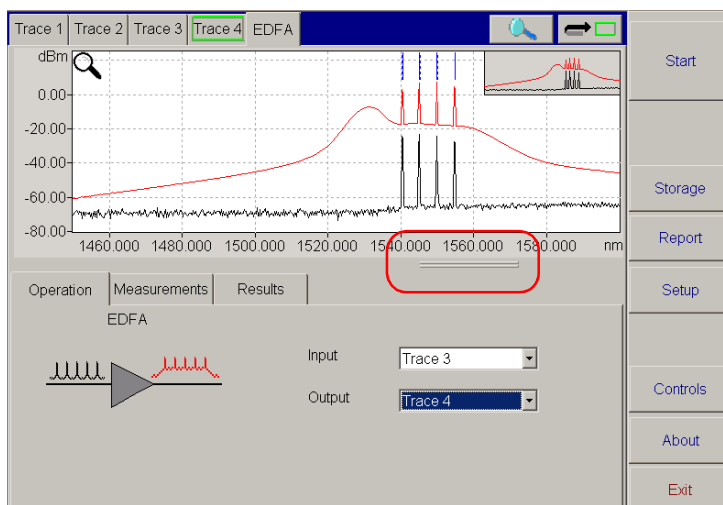 Trace 1 Trace 2 Trace 3 Trace 4 EDFA
Start
dBm
0.00
-20.00
-40.00
-60.00
-80.00
1460.000 1480.000 1500.000 1520.000 1540.000 1560.000 1580.000 nm
Storage
Report
Operation Measurements Results
Setup
EDFA
Input Trace 3
Output Trace 4
Controls
About
Exit